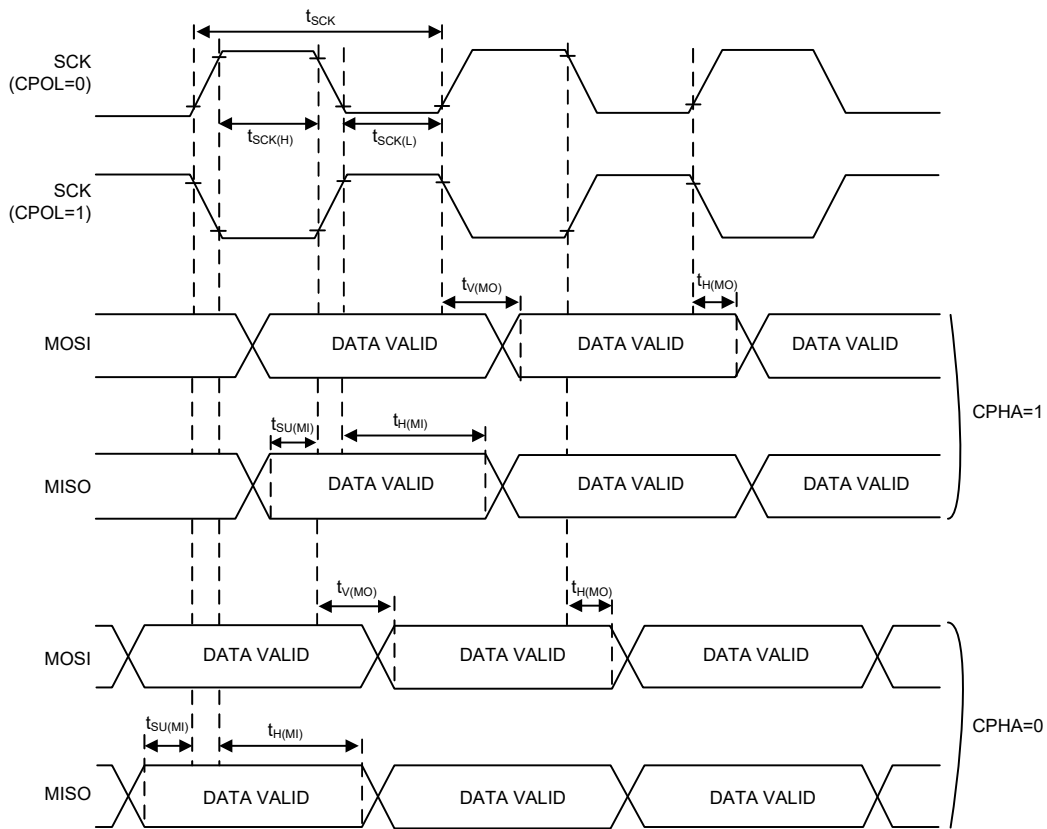 tSCK
SCK
(CPOL=0)
tSCK(H)
tSCK(L)
SCK
(CPOL=1)
tV(MO)
tH(MO)
MOSI
DATA VALID
DATA VALID
DATA VALID
CPHA=1
tSU(MI)
tH(MI)
MISO
DATA VALID
DATA VALID
DATA VALID
tV(MO)
tH(MO)
MOSI
DATA VALID
DATA VALID
DATA VALID
CPHA=0
tSU(MI)
tH(MI)
MISO
DATA VALID
DATA VALID
DATA VALID